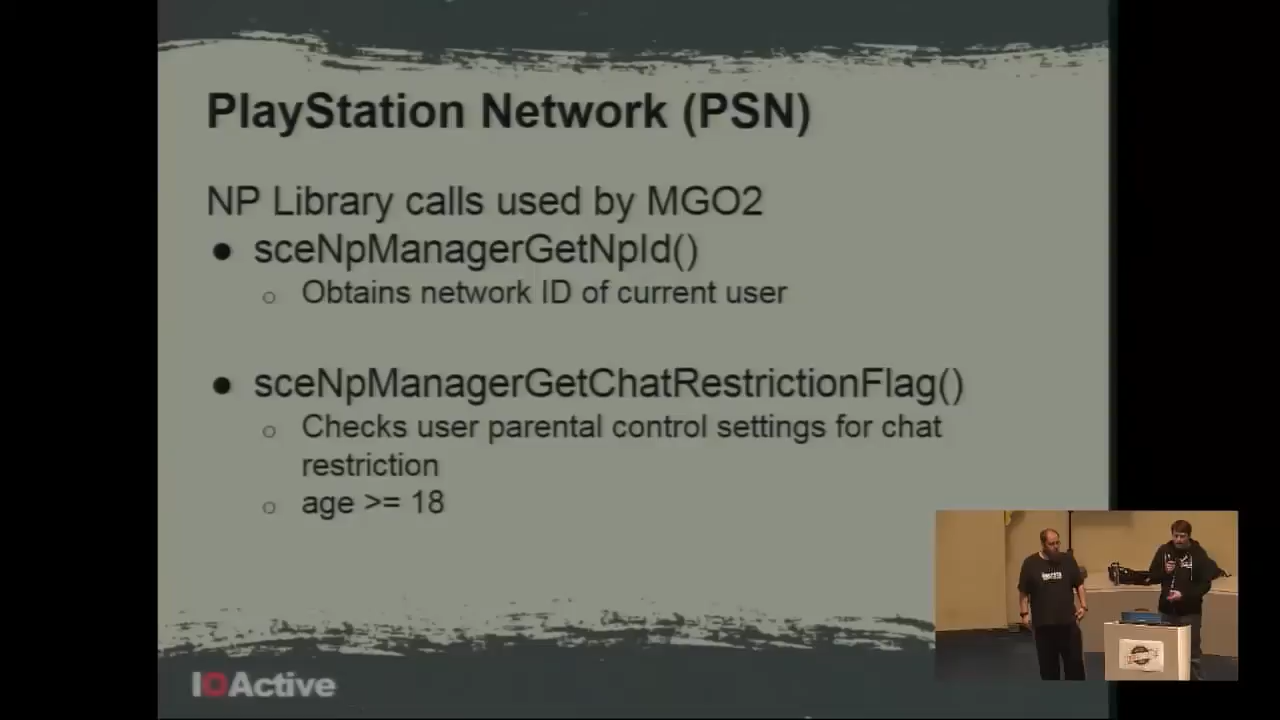 PlayStation Network (PSN)
NP Library calls used by MGO2
● sceNpManagerGetNpId()
○ Obtains network ID of current user
● sceNpManagerGetChatRestrictionFlag()
○ Checks user parental control settings for chat
restriction
○ age >= 18
IOActive